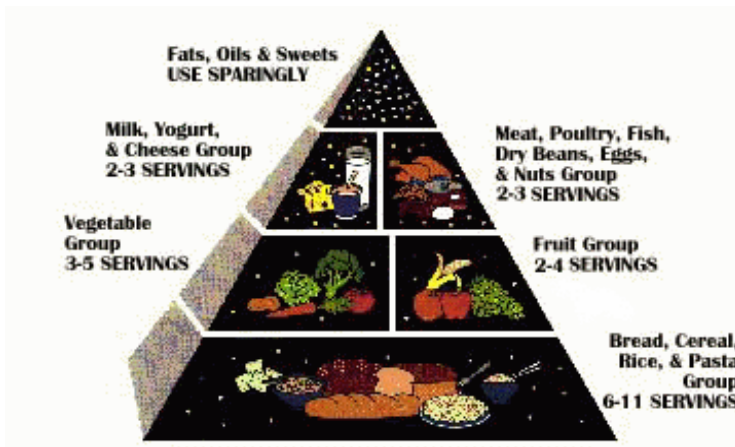 Fats, Oils & Sweets
USE SPARINGLY
Milk, Yogurt,
& Cheese Group
2-3 SERVINGS
Meat, Poultry, Fish,
Dry Beans, Eggs,
& Nuts Group
2-3 SERVINGS
Vegetable
Group
3-5 SERVINGS
Fruit Group
2-4 SERVINGS
Bread, Cereal,
Rice, & Pasta
Group
6-11 SERVINGS